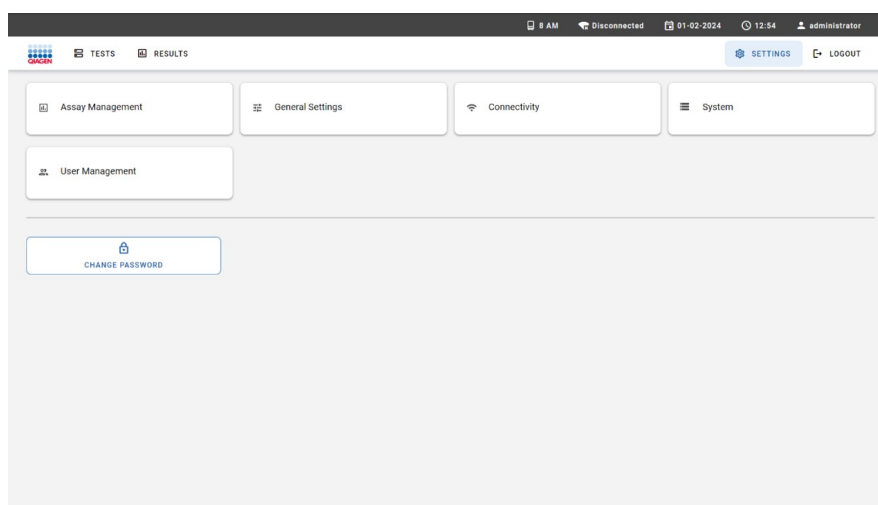 8 AM Disconnected 01-02-2024 12:54 administrator
QIAGEN TESTS RESULTS SETTINGS LOGOUT
Assay Management General Settings Connectivity System
User Management
CHANGE PASSWORD